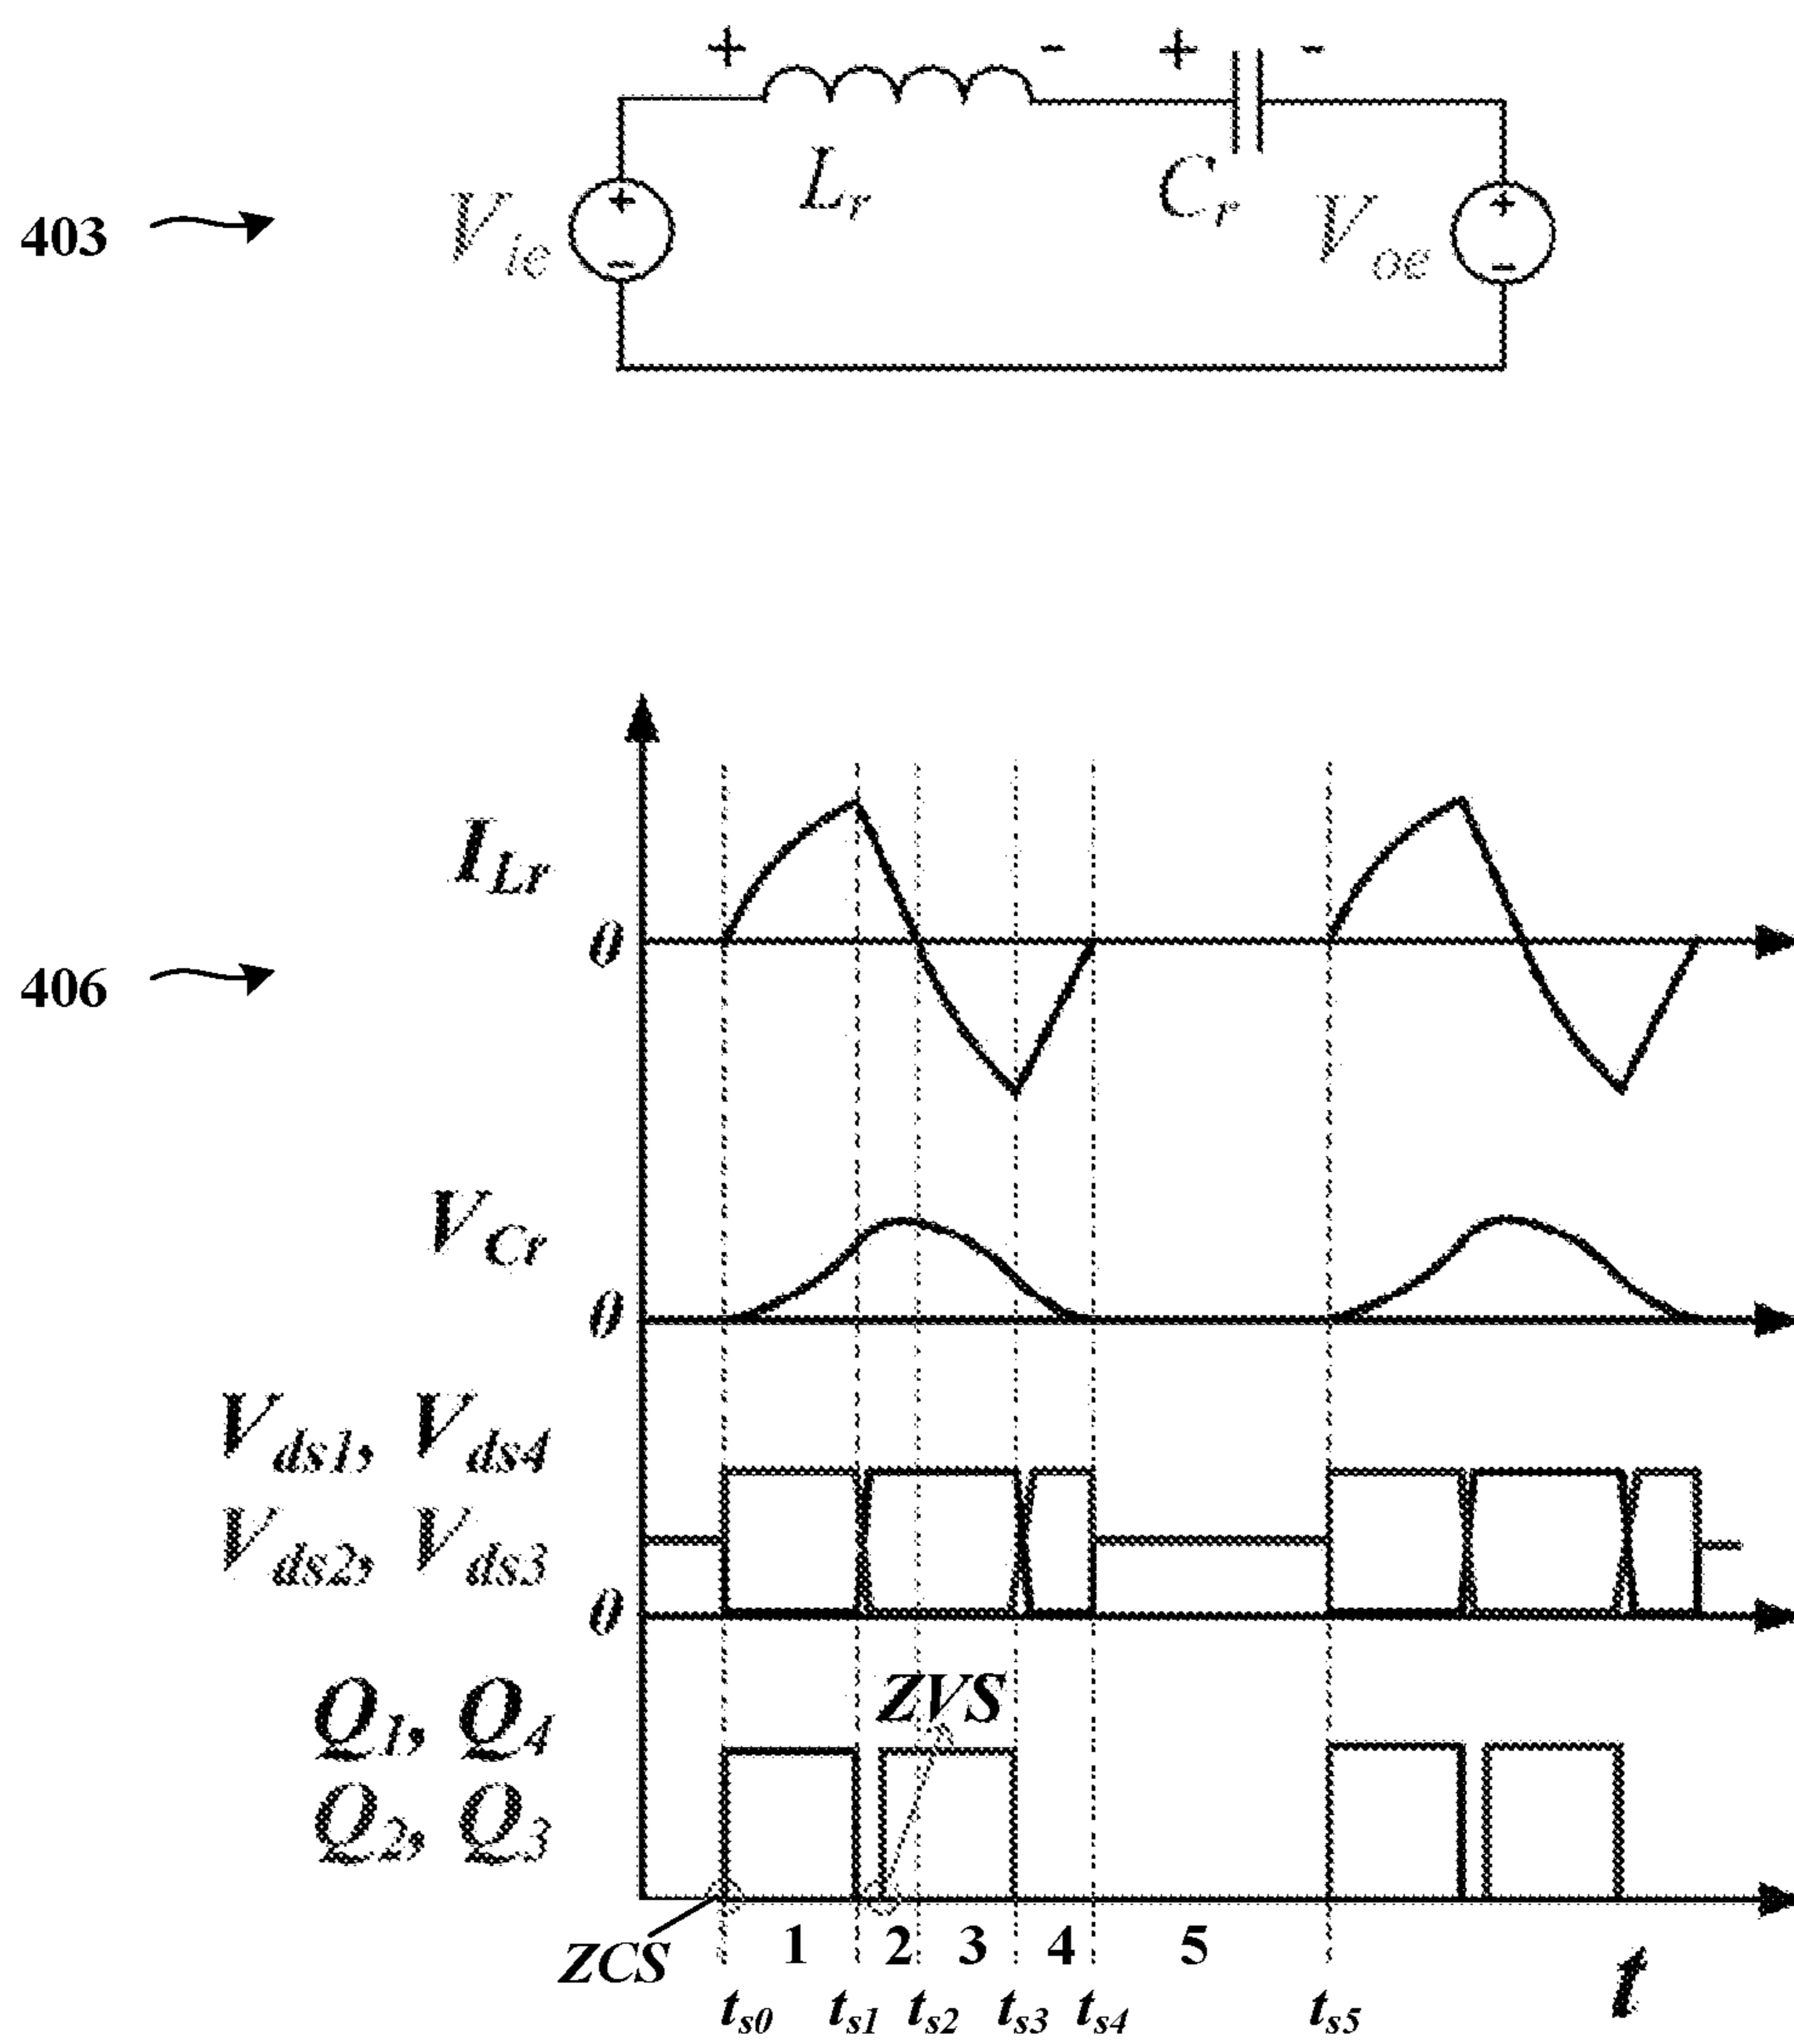 + - + -
L_r C_r
403 V_ie + - V_oe + -
I_Lr
0
406
V_Cr
0
V_ds1, V_ds4
V_ds2, V_ds3
0
ZVS
Q_1, Q_4
Q_2, Q_3
ZCS 1 2 3 4 5 t
t_s0 t_s1 t_s2 t_s3 t_s4 t_s5